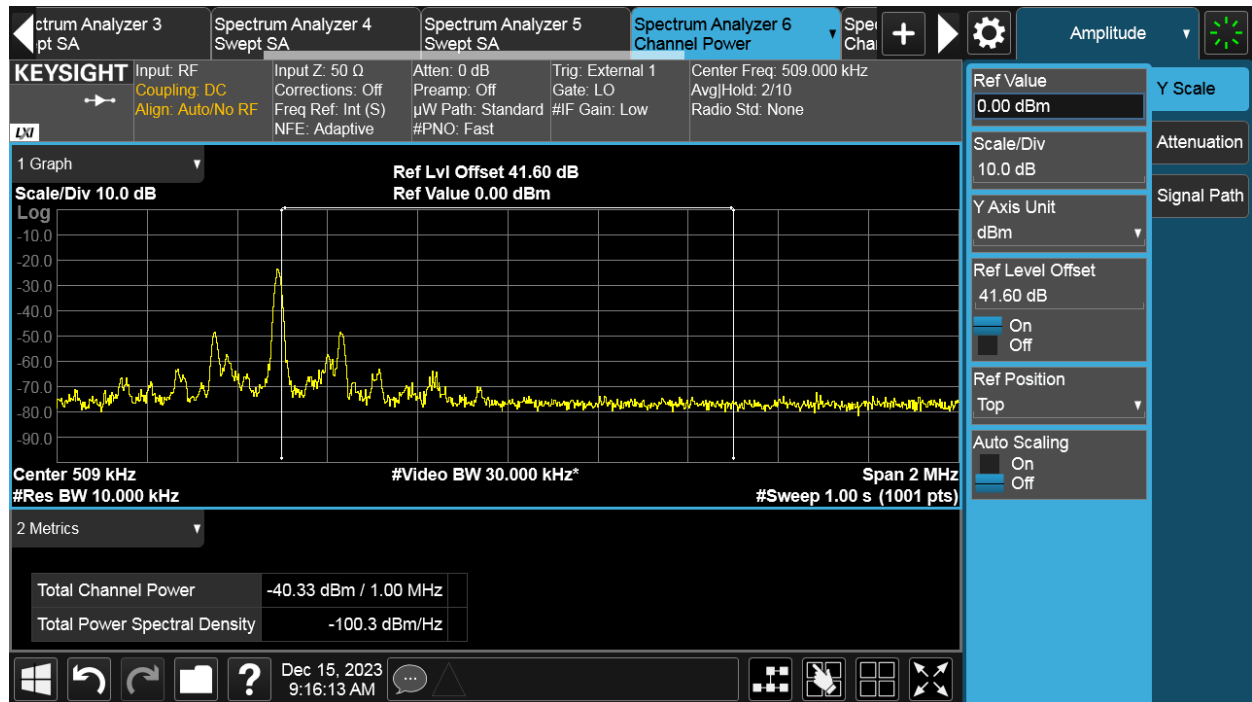 ctrum Analyzer 3
pt SA
Spectrum Analyzer 4
Swept SA
Spectrum Analyzer 5
Swept SA
Spectrum Analyzer 6
Channel Power
Spe
Cha
Amplitude
KEYSIGHT
LXI
Input: RF
Coupling: DC
Align: Auto/No RF
Input Z: 50 Ω
Corrections: Off
Freq Ref: Int (S)
NFE: Adaptive
Atten: 0 dB
Preamp: Off
µW Path: Standard
#PNO: Fast
Trig: External 1
Gate: LO
#IF Gain: Low
Center Freq: 509.000 kHz
Avg|Hold: 2/10
Radio Std: None
1 Graph
Scale/Div 10.0 dB
Ref Lvl Offset 41.60 dB
Ref Value 0.00 dBm
Log
-10.0
-20.0
-30.0
-40.0
-50.0
-60.0
-70.0
-80.0
-90.0
Center 509 kHz
#Res BW 10.000 kHz
#Video BW 30.000 kHz*
Span 2 MHz
#Sweep 1.00 s (1001 pts)
2 Metrics
Total Channel Power -40.33 dBm / 1.00 MHz
Total Power Spectral Density -100.3 dBm/Hz
Ref Value
0.00 dBm
Scale/Div
10.0 dB
Y Axis Unit
dBm
Ref Level Offset
41.60 dB
On
Off
Ref Position
Top
Auto Scaling
On
Off
Y Scale
Attenuation
Signal Path
?
Dec 15, 2023
9:16:13 AM